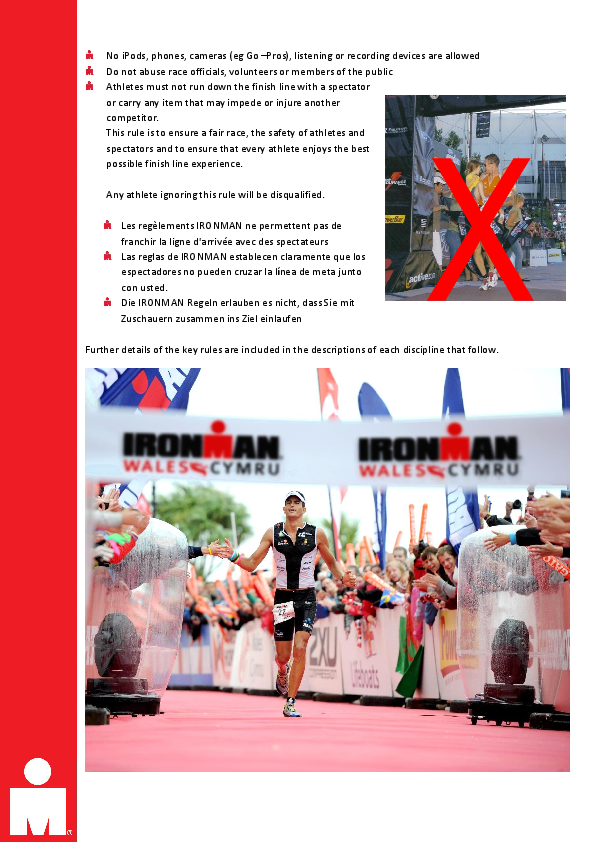 No iPods, phones, cameras (eg Go –Pros), listening or recording devices are allowed
Do not abuse race officials, volunteers or members of the public
Athletes must not run down the finish line with a spectator
or carry any item that may impede or injure another
competitor.
This rule is to ensure a fair race, the safety of athletes and
spectators and to ensure that every athlete enjoys the best
possible finish line experience.
Any athlete ignoring this rule will be disqualified.
Les regèlements IRONMAN ne permettent pas de
franchir la ligne d'arrivée avec des spectateurs
Las reglas de IRONMAN establecen claramente que los
espectadores no pueden cruzar la línea de meta junto
con usted.
Die IRONMAN Regeln erlauben es nicht, dass Sie mit
Zuschauern zusammen ins Ziel einlaufen
Further details of the key rules are included in the descriptions of each discipline that follow.
IRONMAN IRONMAN
WALES CYMRU WALES CYMRU
2XU